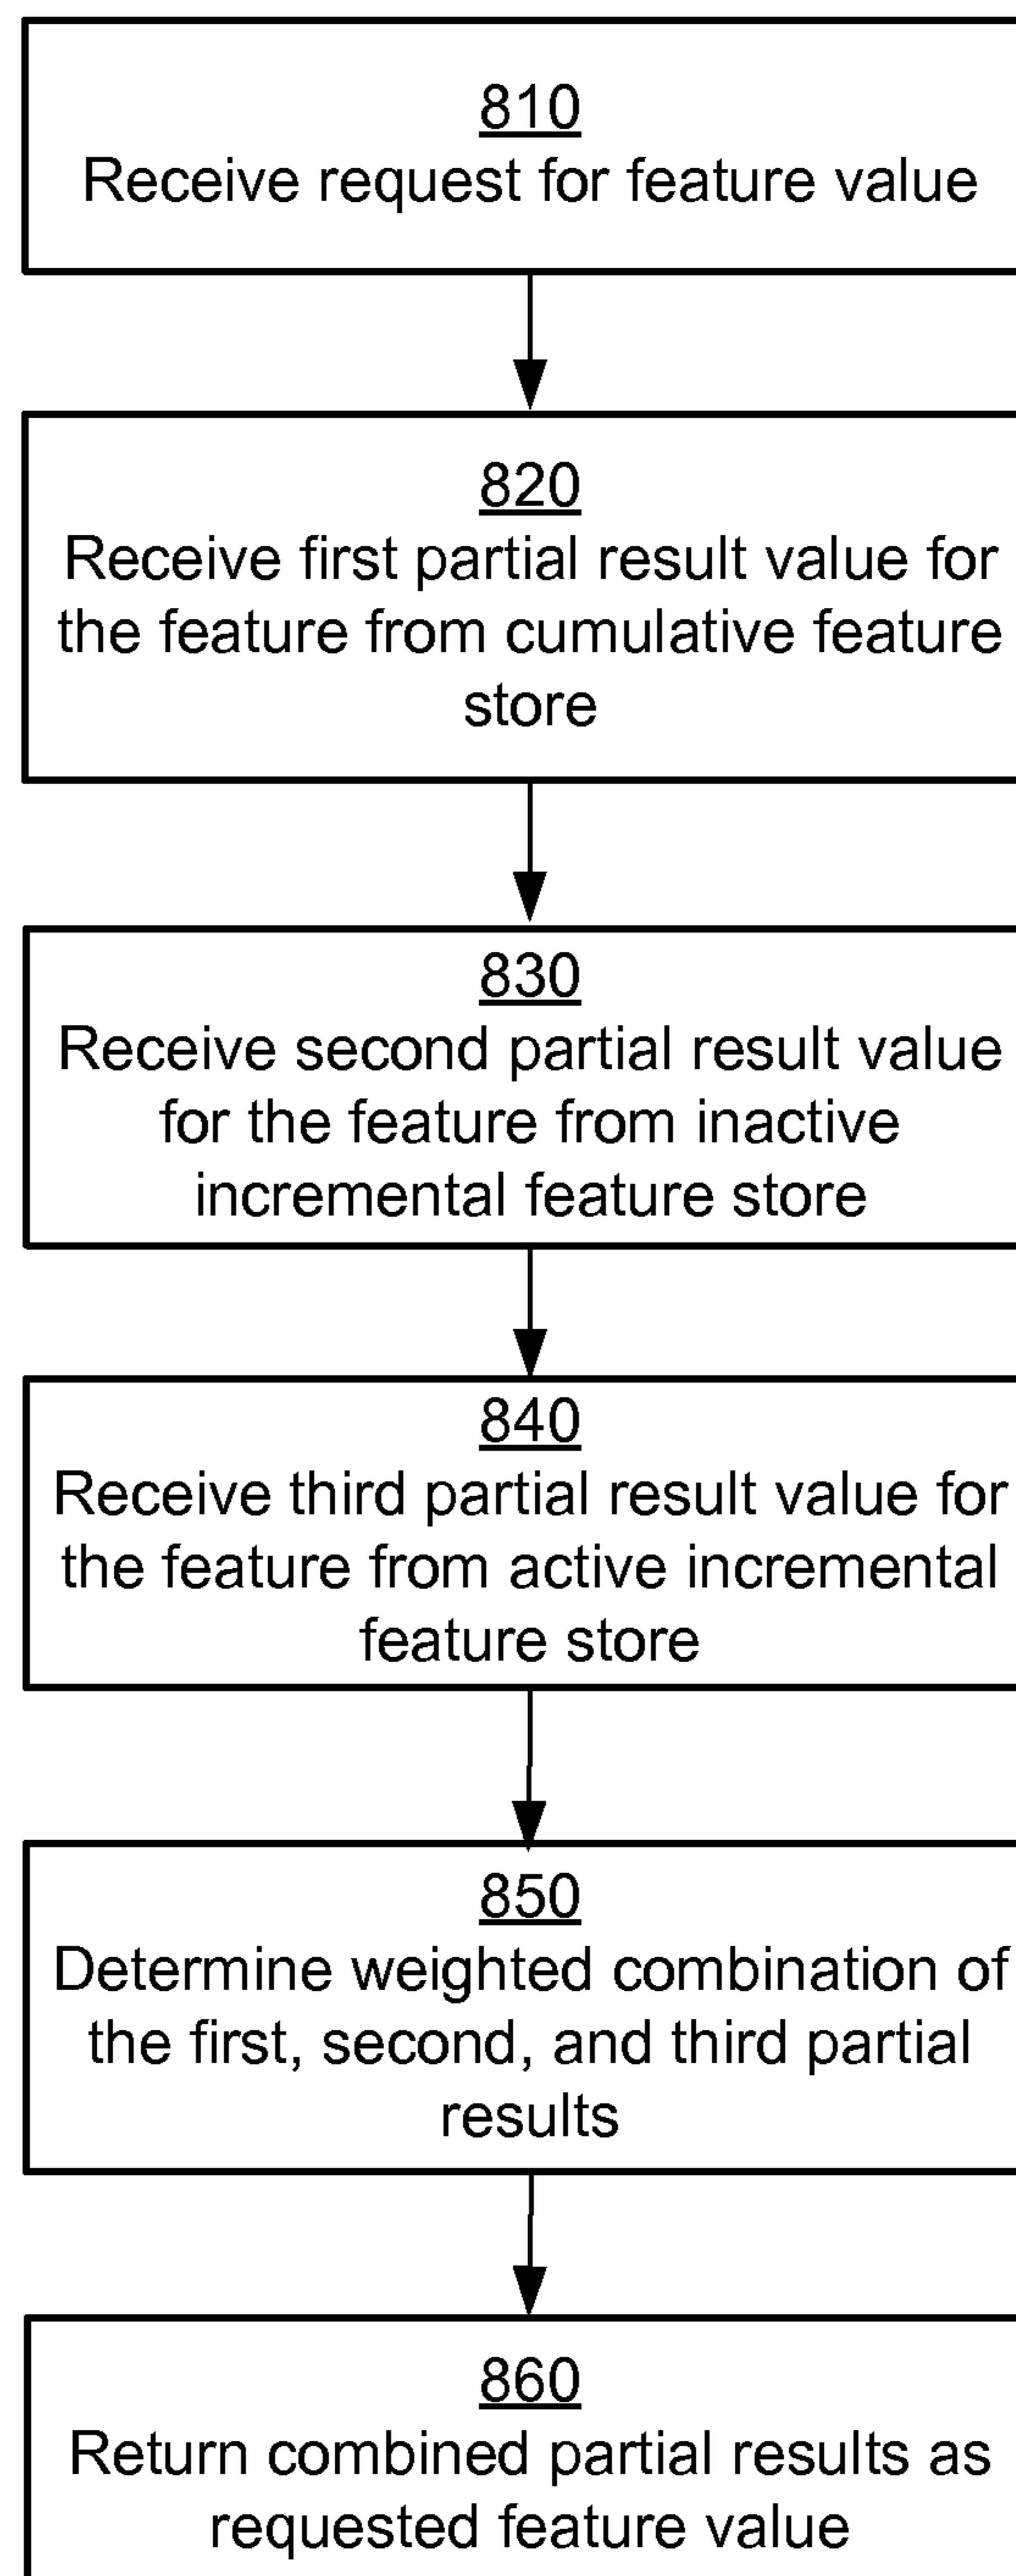 810
Receive request for feature value
820
Receive first partial result value for
the feature from cumulative feature
store
830
Receive second partial result value
for the feature from inactive
incremental feature store
840
Receive third partial result value for
the feature from active incremental
feature store
850
Determine weighted combination of
the first, second, and third partial
results
860
Return combined partial results as
requested feature value